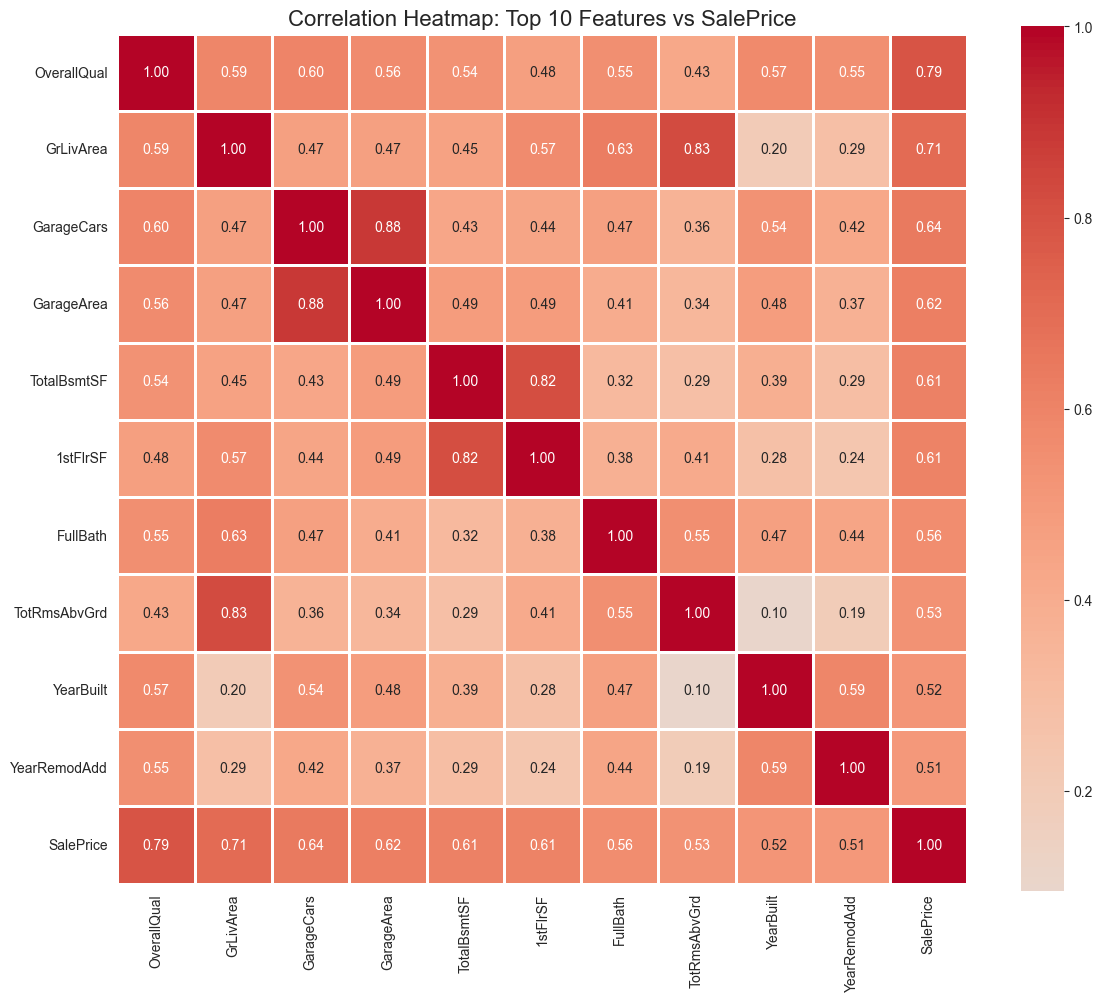 Correlation Heatmap: Top 10 Features vs SalePrice
OverallQual 1.00 0.59 0.60 0.56 0.54 0.48 0.55 0.43 0.57 0.55 0.79
GrLivArea 0.59 1.00 0.47 0.47 0.45 0.57 0.63 0.83 0.20 0.29 0.71
GarageCars 0.60 0.47 1.00 0.88 0.43 0.44 0.47 0.36 0.54 0.42 0.64
GarageArea 0.56 0.47 0.88 1.00 0.49 0.49 0.41 0.34 0.48 0.37 0.62
TotalBsmtSF 0.54 0.45 0.43 0.49 1.00 0.82 0.32 0.29 0.39 0.29 0.61
1stFlrSF 0.48 0.57 0.44 0.49 0.82 1.00 0.38 0.41 0.28 0.24 0.61
FullBath 0.55 0.63 0.47 0.41 0.32 0.38 1.00 0.55 0.47 0.44 0.56
TotRmsAbvGrd 0.43 0.83 0.36 0.34 0.29 0.41 0.55 1.00 0.10 0.19 0.53
YearBuilt 0.57 0.20 0.54 0.48 0.39 0.28 0.47 0.10 1.00 0.59 0.52
YearRemodAdd 0.55 0.29 0.42 0.37 0.29 0.24 0.44 0.19 0.59 1.00 0.51
SalePrice 0.79 0.71 0.64 0.62 0.61 0.61 0.56 0.53 0.52 0.51 1.00
OverallQual GrLivArea GarageCars GarageArea TotalBsmtSF 1stFlrSF FullBath TotRmsAbvGrd YearBuilt YearRemodAdd SalePrice
1.0
0.8
0.6
0.4
0.2